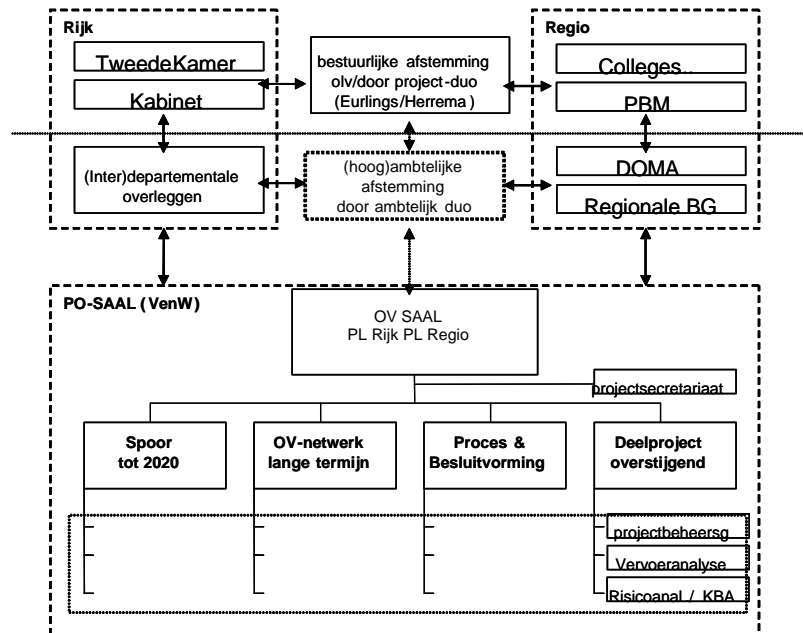 Rijk
TweedeKamer
Kabinet
(Inter)departementale
overleggen
bestuurlijke afstemming
olv/door project-duo
(Eurlings/Herrema )
(hoog)ambtelijke
afstemming
door ambtelijk duo
Regio
Colleges..
PBM
DOMA
Regionale BG
PO-SAAL (VenW)
OV SAAL
PL Rijk PL Regio
projectsecretariaat
Spoor
tot 2020
OV-netwerk
lange termijn
Proces &
Besluitvorming
Deelproject
overstijgend
projectbeheersg
Vervoeranalyse
Risicoanal / KBA